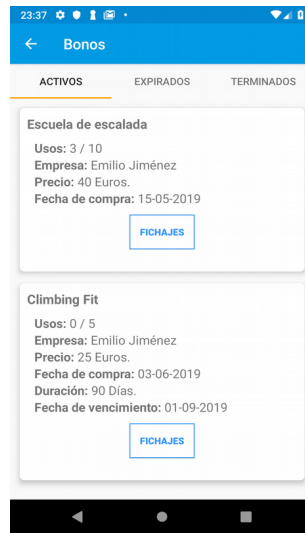 23:37
Bonos
ACTIVOS EXPIRADOS TERMINADOS
Escuela de escalada
Usos: 3 / 10
Empresa: Emilio Jiménez
Precio: 40 Euros.
Fecha de compra: 15-05-2019
FICHAJES
Climbing Fit
Usos: 0 / 5
Empresa: Emilio Jiménez
Precio: 25 Euros.
Fecha de compra: 03-06-2019
Duración: 90 Días.
Fecha de vencimiento: 01-09-2019
FICHAJES